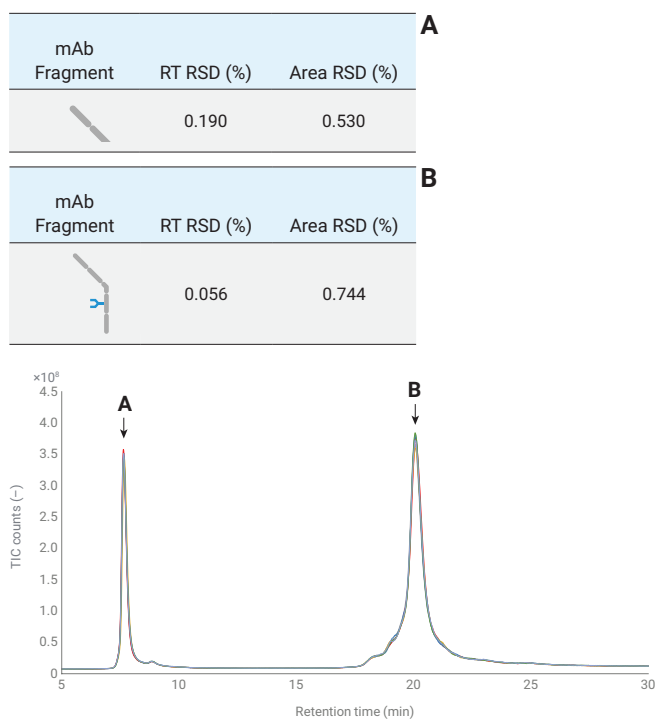 A
mAb
Fragment RT RSD (%) Area RSD (%)
0.190 0.530
B
mAb
Fragment RT RSD (%) Area RSD (%)
0.056 0.744
×10⁸
4.5
4.0
3.5
3.0
2.5
2.0
1.5
1.0
0.5
0
TIC counts (–)
A
B
5 10 15 20 25 30
Retention time (min)